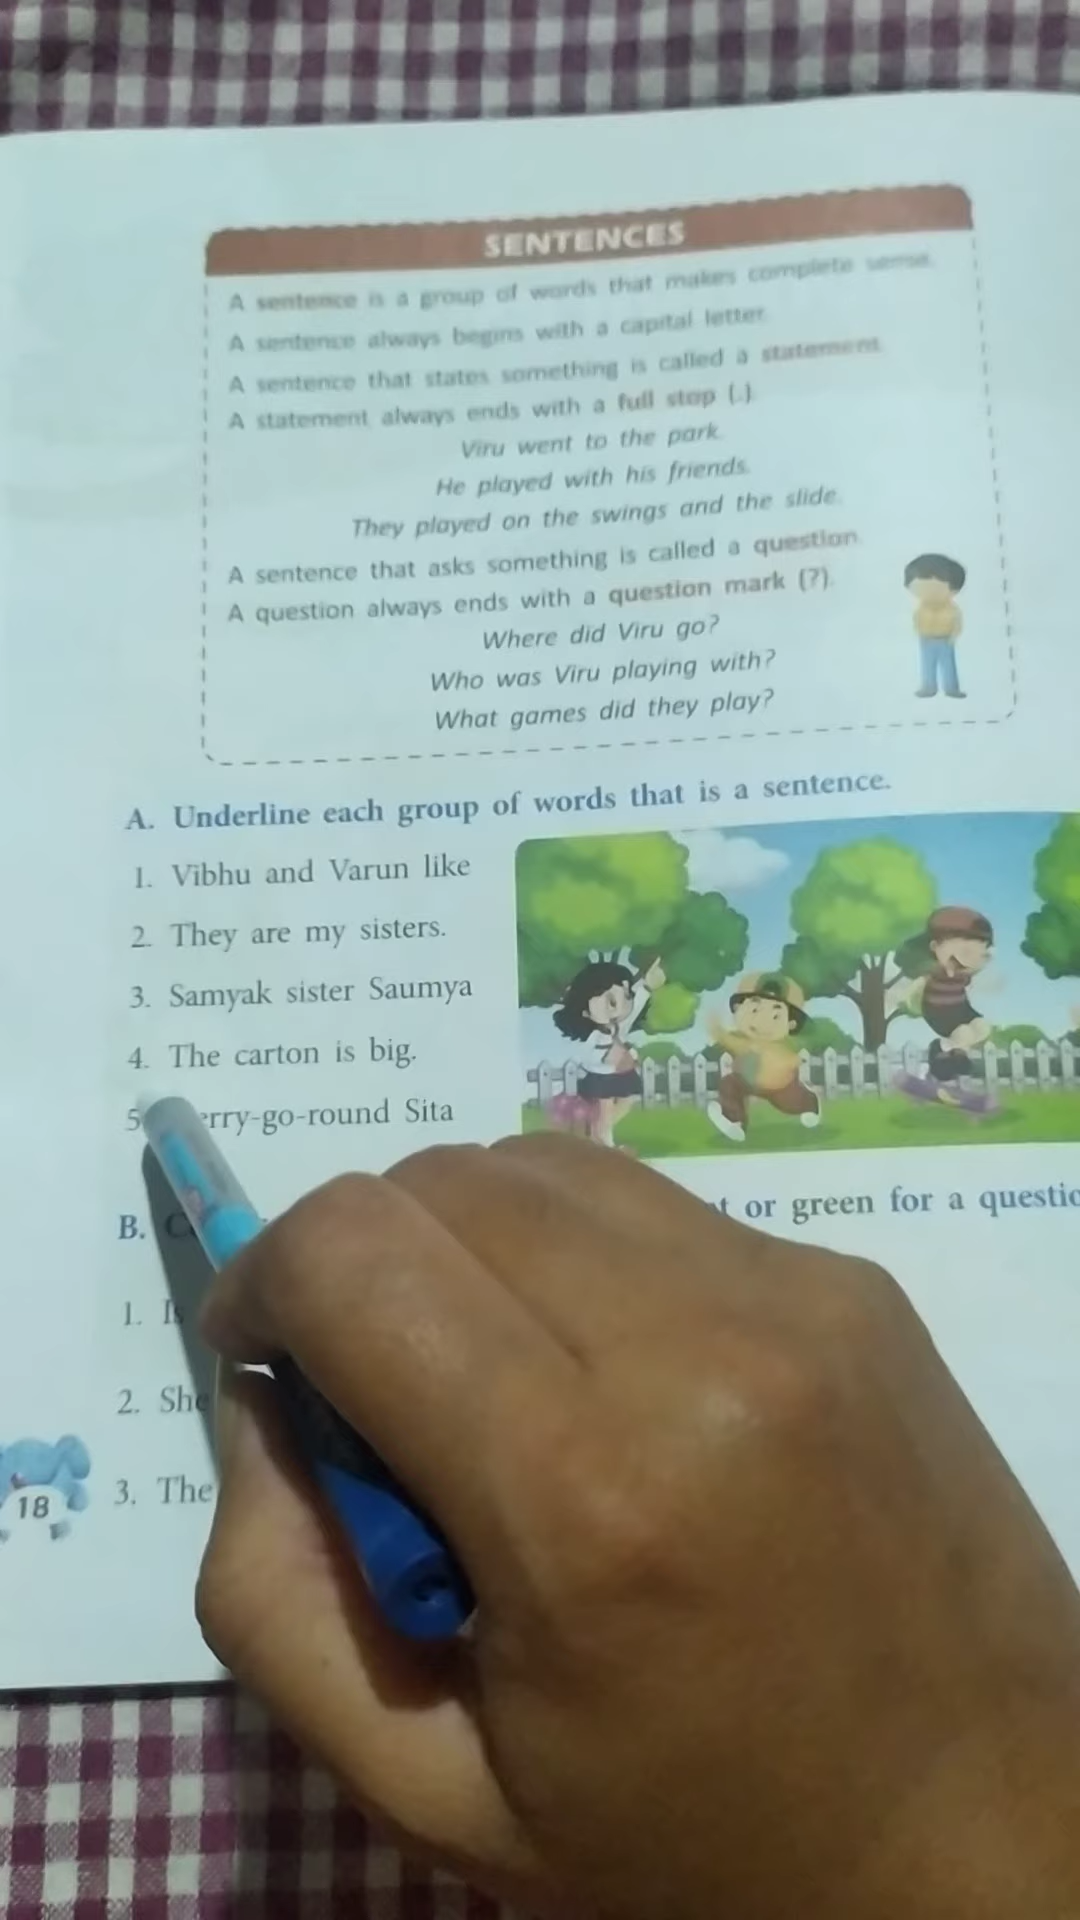 SENTENCES
A sentence is a group of words that makes complete sense.
A sentence always begins with a capital letter.
A sentence that states something is called a statement.
A statement always ends with a full stop (.).
Viru went to the park.
He played with his friends.
They played on the swings and the slide.
A sentence that asks something is called a question.
A question always ends with a question mark (?).
Where did Viru go?
Who was Viru playing with?
What games did they play?
A. Underline each group of words that is a sentence.
1. Vibhu and Varun like
2. They are my sisters.
3. Samyak sister Saumya
4. The carton is big.
5 erry-go-round Sita
B. or green for a questio
1. Is
2. She
3. The
18